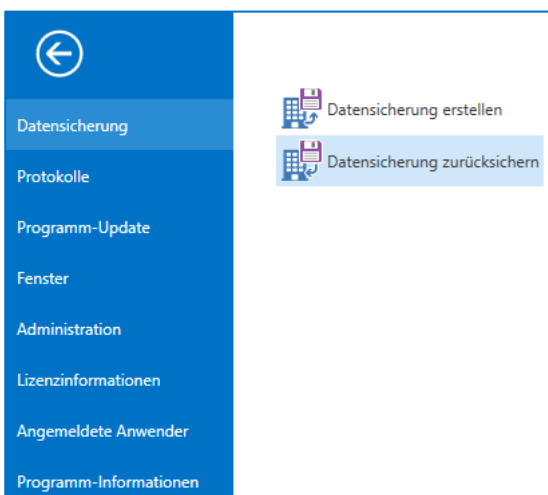 Datensicherung
Protokolle
Programm-Update
Fenster
Administration
Lizenzinformationen
Angemeldete Anwender
Programm-Informationen
Datensicherung erstellen
Datensicherung zurücksichern